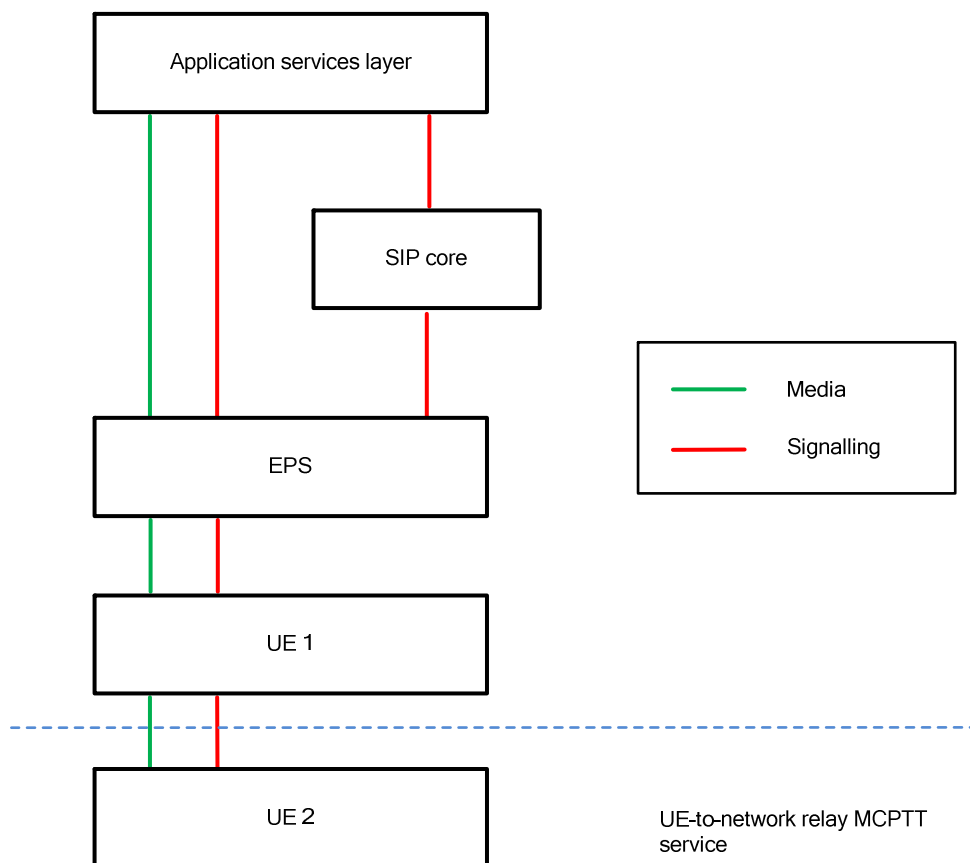 Application services layer
SIP core
Media
EPS
Signalling
UE 1
UE 2
UE-to-network relay MCPTT
service